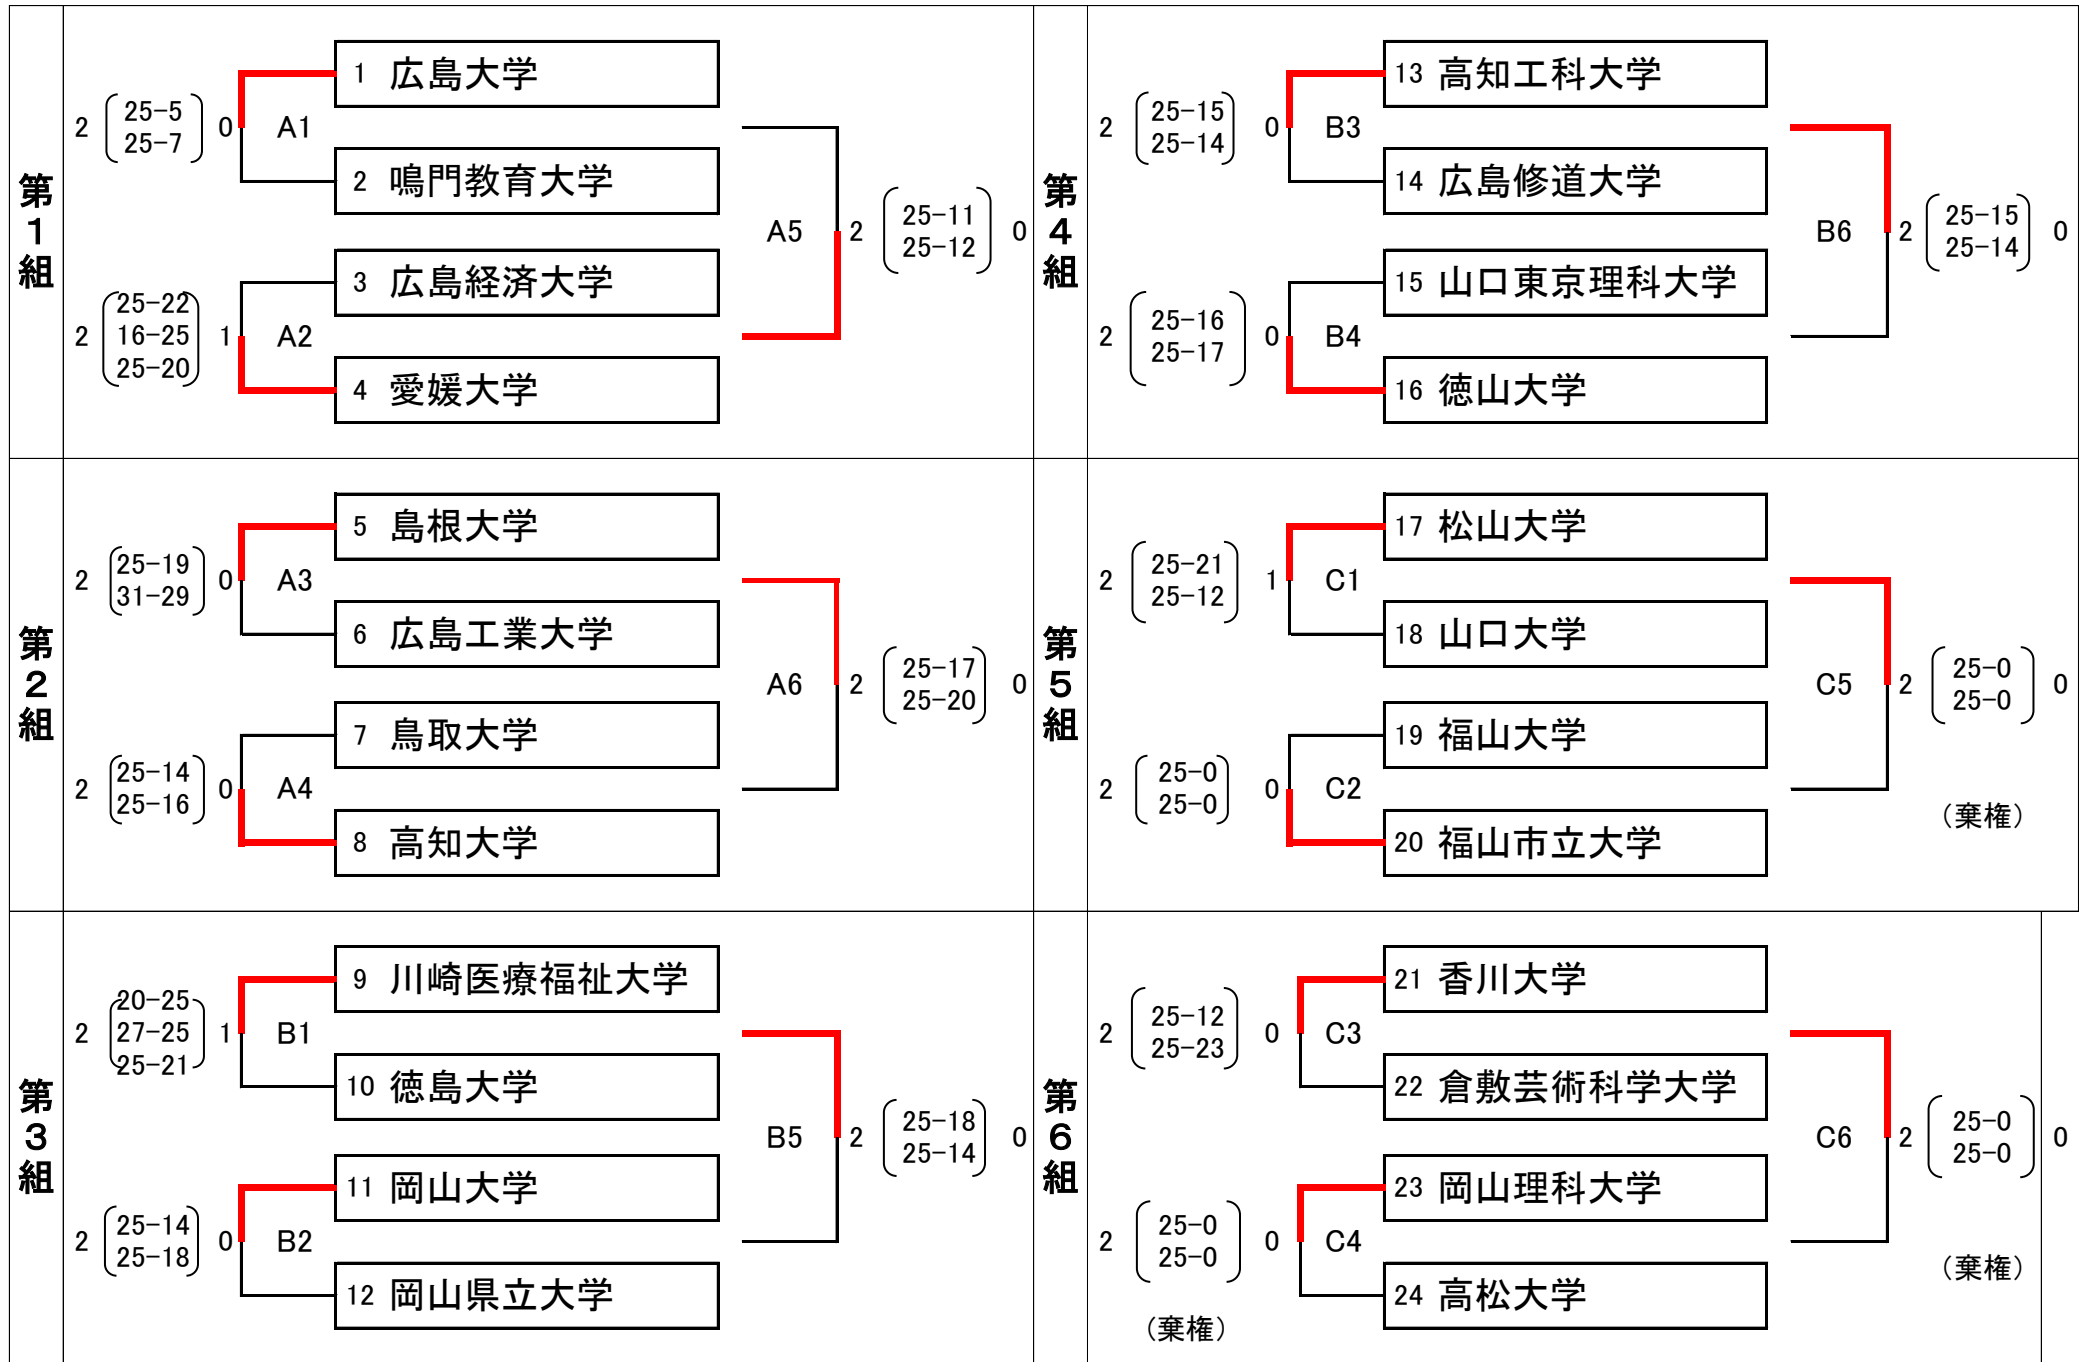 第1組
1 広島大学
2 (25-5 0 A1
25-7)
2 鳴門教育大学
A5 2 (25-11 0
25-12)
3 広島経済大学
2 (25-22 1 A2
16-25
25-20)
4 愛媛大学
第2組
5 島根大学
2 (25-19 0 A3
31-29)
6 広島工業大学
A6 2 (25-17 0
25-20)
7 鳥取大学
2 (25-14 0 A4
25-16)
8 高知大学
第3組
9 川崎医療福祉大学
2 (20-25 1 B1
27-25
25-21)
10 徳島大学
B5 2 (25-18 0
25-14)
11 岡山大学
2 (25-14 0 B2
25-18)
12 岡山県立大学
第4組
13 高知工科大学
2 (25-15 0 B3
25-14)
14 広島修道大学
B6 2 (25-15 0
25-14)
15 山口東京理科大学
2 (25-16 0 B4
25-17)
16 徳山大学
第5組
17 松山大学
2 (25-21 1 C1
25-12)
18 山口大学
C5 2 (25-0 0
25-0)
19 福山大学
2 (25-0 0 C2
25-0)
(棄権)
20 福山市立大学
第6組
21 香川大学
2 (25-12 0 C3
25-23)
22 倉敷芸術科学大学
C6 2 (25-0 0
25-0)
23 岡山理科大学
2 (25-0 0 C4
25-0)
(棄権)
24 高松大学
(棄権)